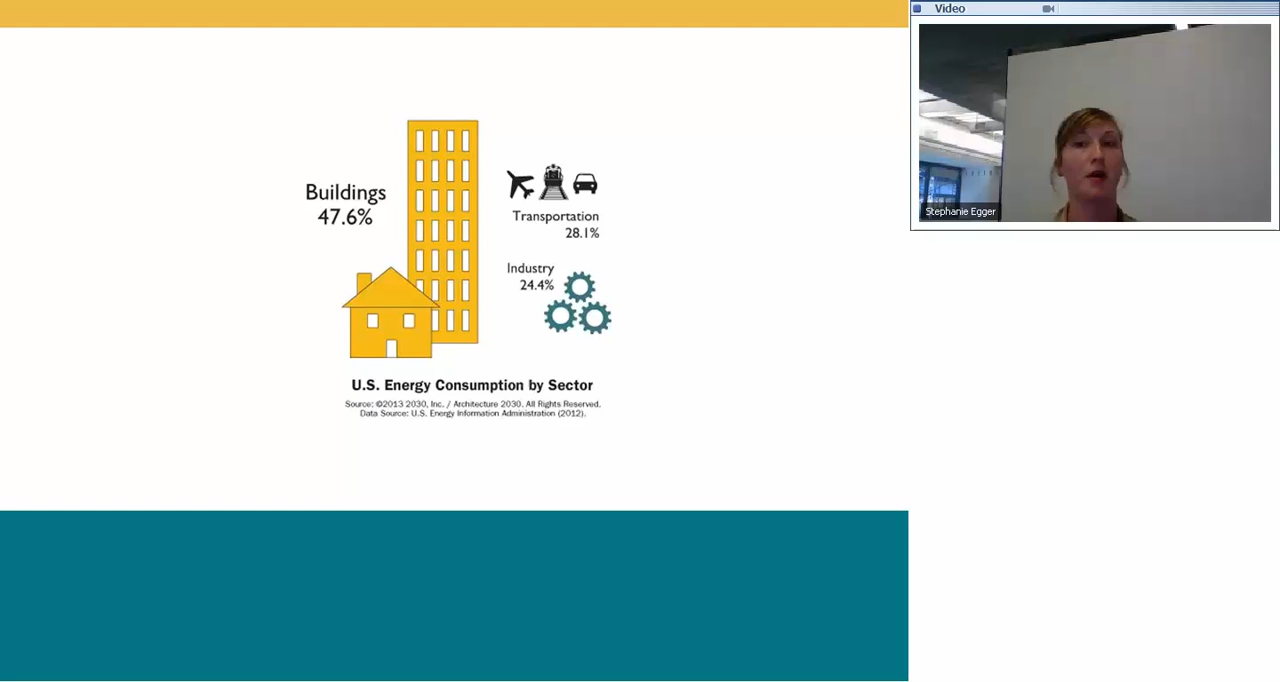 Buildings
47.6%
Transportation
28.1%
Industry
24.4%
U.S. Energy Consumption by Sector
Source: ©2013 2030, Inc. / Architecture 2030. All Rights Reserved.
Data Source: U.S. Energy Information Administration (2012).
Video
Stephanie Egger